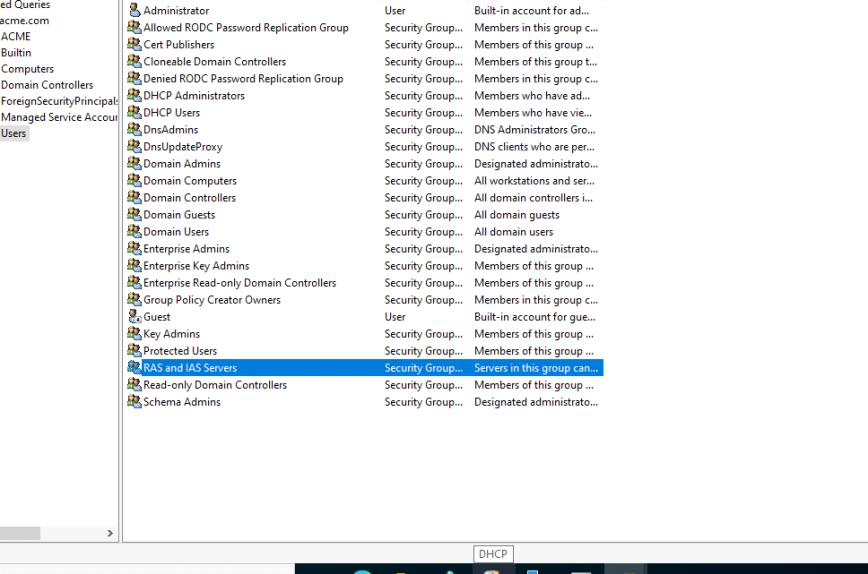 ed Queries
acme.com
ACME
Builtin
Computers
Domain Controllers
ForeignSecurityPrincipals
Managed Service Accour
Users
Administrator User Built-in account for ad...
Allowed RODC Password Replication Group Security Group... Members in this group c...
Cert Publishers Security Group... Members of this group ...
Cloneable Domain Controllers Security Group... Members of this group t...
Denied RODC Password Replication Group Security Group... Members in this group c...
DHCP Administrators Security Group... Members who have ad...
DHCP Users Security Group... Members who have vie...
DnsAdmins Security Group... DNS Administrators Gro...
DnsUpdateProxy Security Group... DNS clients who are per...
Domain Admins Security Group... Designated administrato...
Domain Computers Security Group... All workstations and ser...
Domain Controllers Security Group... All domain controllers i...
Domain Guests Security Group... All domain guests
Domain Users Security Group... All domain users
Enterprise Admins Security Group... Designated administrato...
Enterprise Key Admins Security Group... Members of this group ...
Enterprise Read-only Domain Controllers Security Group... Members of this group ...
Group Policy Creator Owners Security Group... Members in this group c...
Guest User Built-in account for gue...
Key Admins Security Group... Members of this group ...
Protected Users Security Group... Members of this group ...
RAS and IAS Servers Security Group... Servers in this group can...
Read-only Domain Controllers Security Group... Members of this group ...
Schema Admins Security Group... Designated administrato...
DHCP